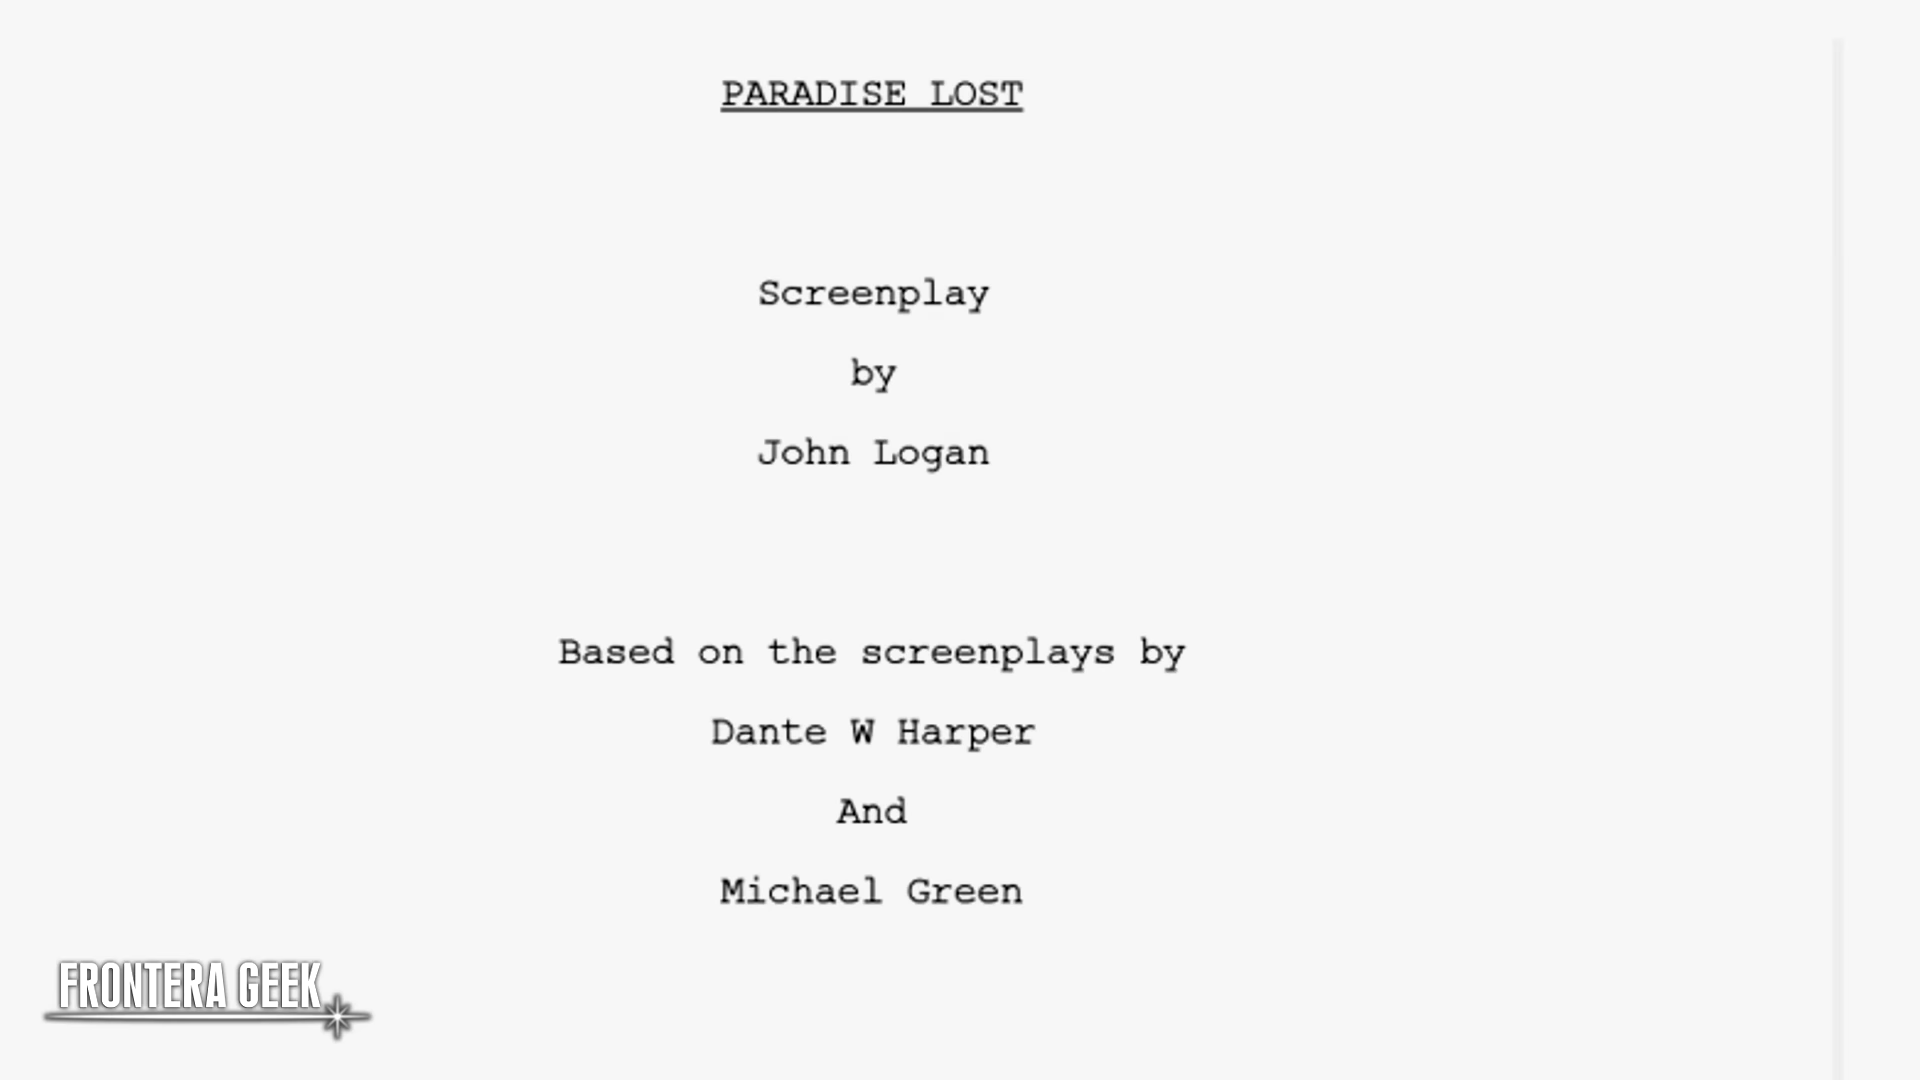 PARADISE LOST
Screenplay
by
John Logan
Based on the screenplays by
Dante W Harper
And
Michael Green
FRONTERA GEEK